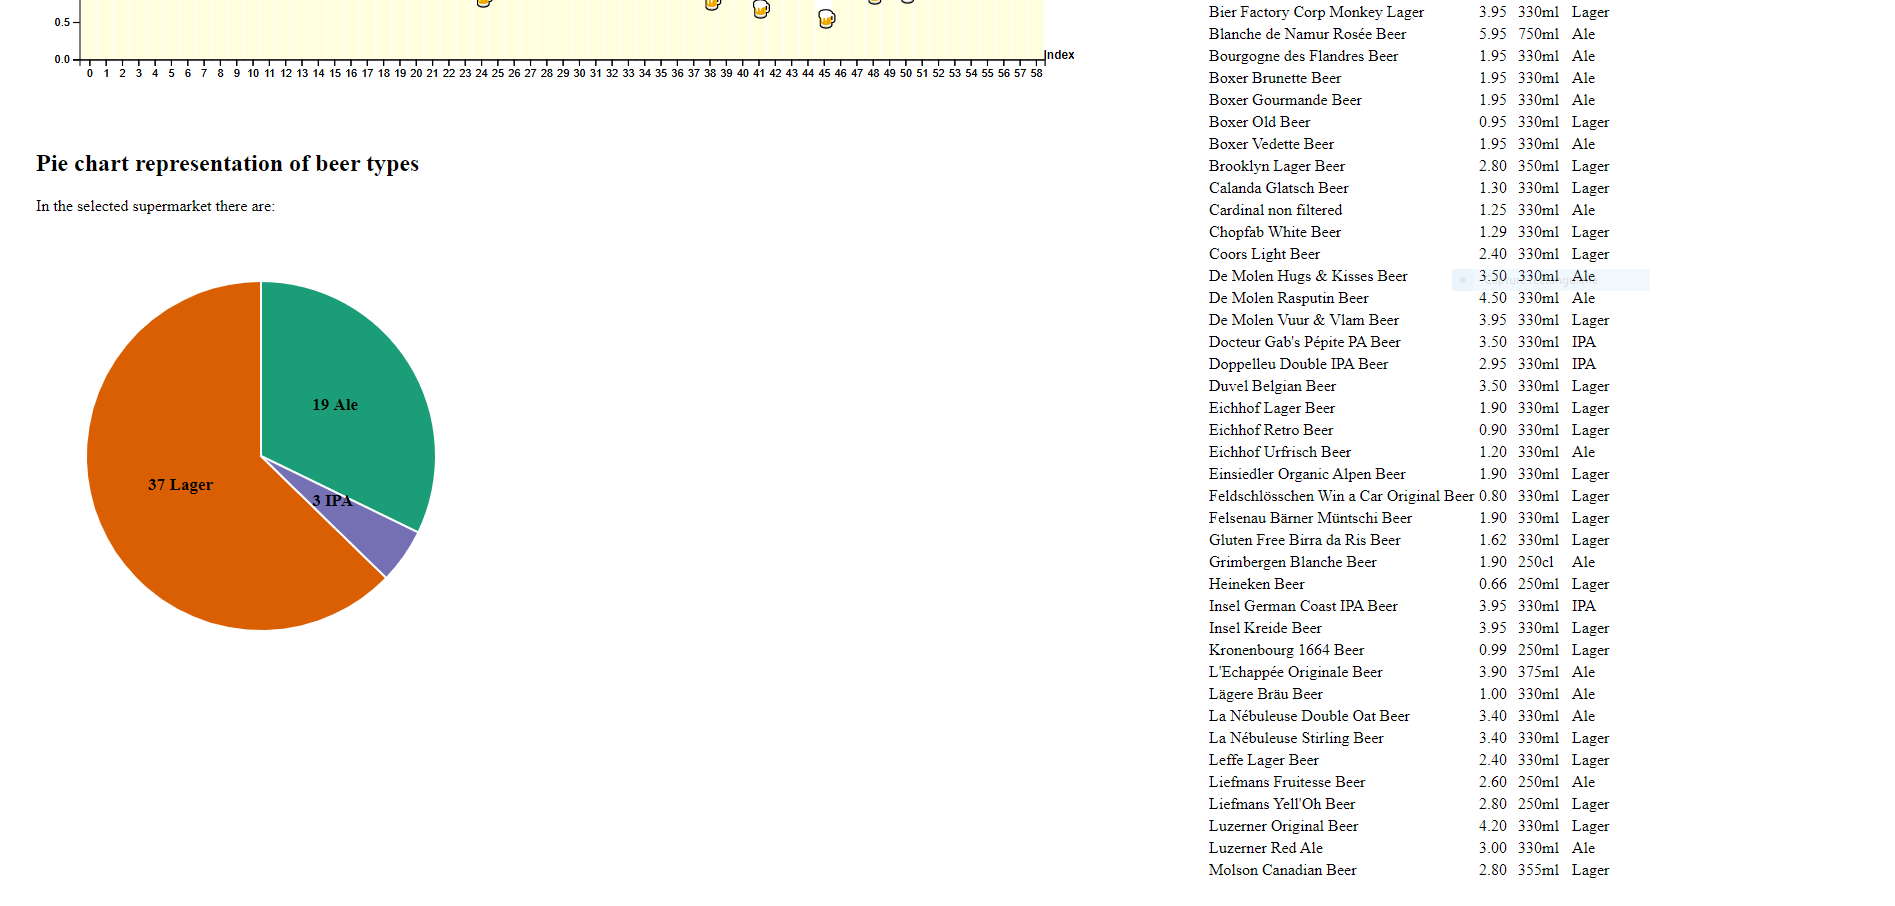 0.5
0.0
Index
0 1 2 3 4 5 6 7 8 9 10 11 12 13 14 15 16 17 18 19 20 21 22 23 24 25 26 27 28 29 30 31 32 33 34 35 36 37 38 39 40 41 42 43 44 45 46 47 48 49 50 51 52 53 54 55 56 57 58
Pie chart representation of beer types
In the selected supermarket there are:
19 Ale
37 Lager
3 IPA
Bier Factory Corp Monkey Lager 3.95 330ml Lager
Blanche de Namur Rosée Beer 5.95 750ml Ale
Bourgogne des Flandres Beer 1.95 330ml Ale
Boxer Brunette Beer 1.95 330ml Ale
Boxer Gourmande Beer 1.95 330ml Ale
Boxer Old Beer 0.95 330ml Lager
Boxer Vedette Beer 1.95 330ml Ale
Brooklyn Lager Beer 2.80 350ml Lager
Calanda Glatsch Beer 1.30 330ml Lager
Cardinal non filtered 1.25 330ml Ale
Chopfab White Beer 1.29 330ml Lager
Coors Light Beer 2.40 330ml Lager
De Molen Hugs & Kisses Beer 3.50 330ml Ale
De Molen Rasputin Beer 4.50 330ml Ale
De Molen Vuur & Vlam Beer 3.95 330ml Lager
Docteur Gab's Pépite PA Beer 3.50 330ml IPA
Doppelleu Double IPA Beer 2.95 330ml IPA
Duvel Belgian Beer 3.50 330ml Lager
Eichhof Lager Beer 1.90 330ml Lager
Eichhof Retro Beer 0.90 330ml Lager
Eichhof Urfrisch Beer 1.20 330ml Ale
Einsiedler Organic Alpen Beer 1.90 330ml Lager
Feldschlösschen Win a Car Original Beer 0.80 330ml Lager
Felsenau Bärner Müntschi Beer 1.90 330ml Lager
Gluten Free Birra da Ris Beer 1.62 330ml Lager
Grimbergen Blanche Beer 1.90 250cl Ale
Heineken Beer 0.66 250ml Lager
Insel German Coast IPA Beer 3.95 330ml IPA
Insel Kreide Beer 3.95 330ml Lager
Kronenbourg 1664 Beer 0.99 250ml Lager
L'Echappée Originale Beer 3.90 375ml Ale
Lägere Bräu Beer 1.00 330ml Ale
La Nébuleuse Double Oat Beer 3.40 330ml Ale
La Nébuleuse Stirling Beer 3.40 330ml Lager
Leffe Lager Beer 2.40 330ml Lager
Liefmans Fruitesse Beer 2.60 250ml Ale
Liefmans Yell'Oh Beer 2.80 250ml Lager
Luzerner Original Beer 4.20 330ml Lager
Luzerner Red Ale 3.00 330ml Ale
Molson Canadian Beer 2.80 355ml Lager